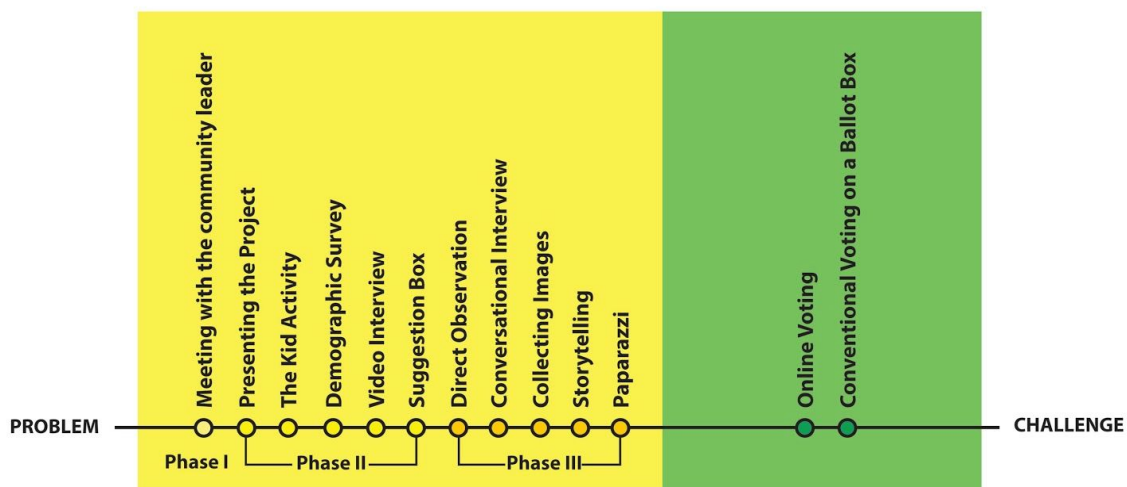 Meeting with the community leader
Presenting the Project
The Kid Activity
Demographic Survey
Video Interview
Suggestion Box
Direct Observation
Conversational Interview
Collecting Images
Storytelling
Paparazzi
Online Voting
Conventional Voting on a Ballot Box
PROBLEM
CHALLENGE
Phase I
Phase II
Phase III